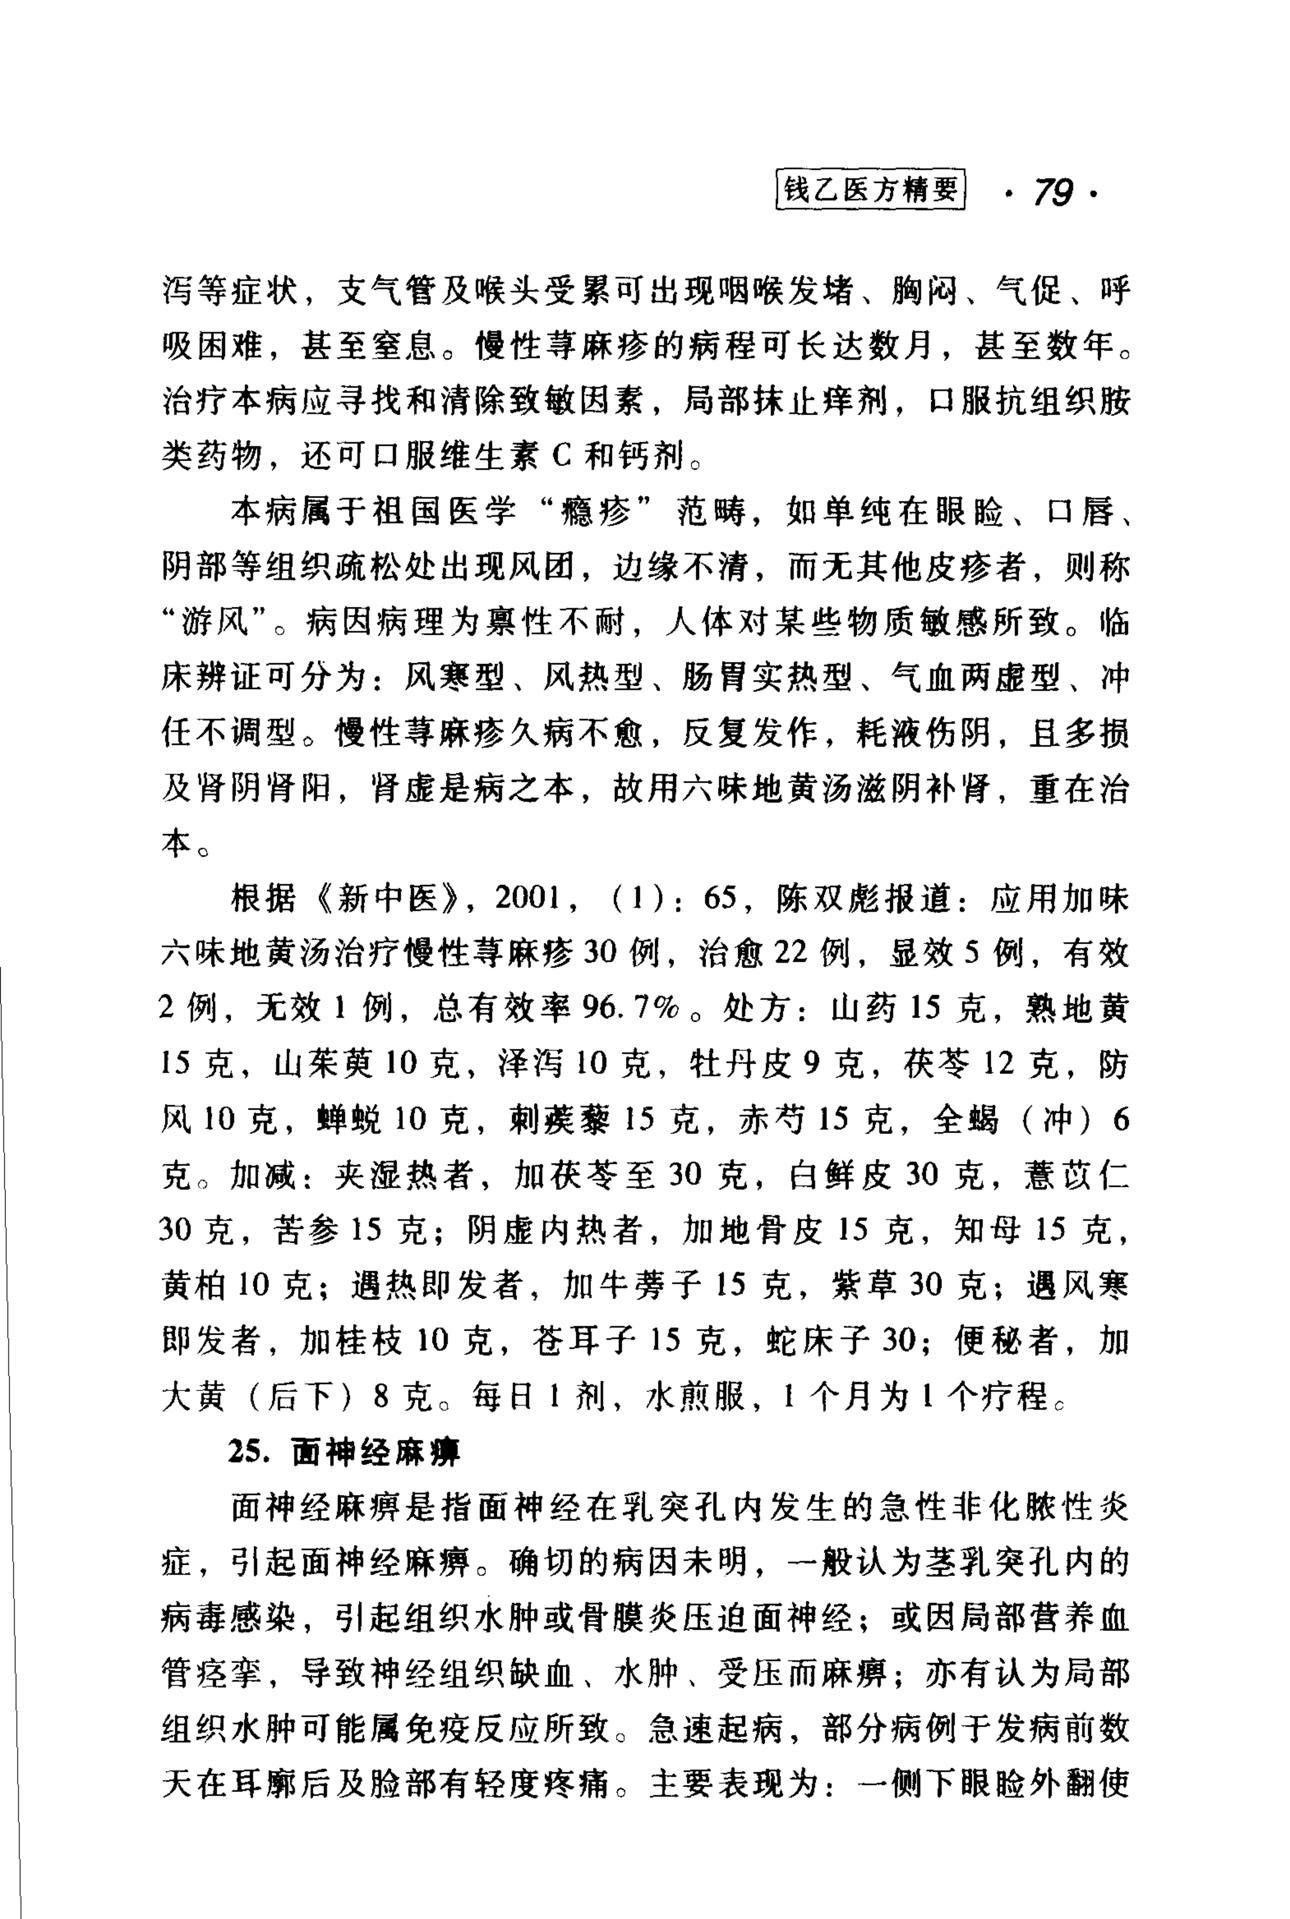 钱乙医方精要 · 79 ·
泻等症状，支气管及喉头受累可出现咽喉发堵、胸闷、气促、呼
吸困难，甚至窒息。慢性荨麻疹的病程可长达数月，甚至数年。
治疗本病应寻找和清除致敏因素，局部抹止痒剂，口服抗组织胺
类药物，还可口服维生素 C 和钙剂。
本病属于祖国医学“瘾疹”范畴，如单纯在眼睑、口唇、
阴部等组织疏松处出现风团，边缘不清，而无其他皮疹者，则称
“游风”。病因病理为禀性不耐，人体对某些物质敏感所致。临
床辨证可分为：风寒型、风热型、肠胃实热型、气血两虚型、冲
任不调型。慢性荨麻疹久病不愈，反复发作，耗液伤阴，且多损
及肾阴肾阳，肾虚是病之本，故用六味地黄汤滋阴补肾，重在治
本。
根据《新中医》，2001，（1）：65，陈双彪报道：应用加味
六味地黄汤治疗慢性荨麻疹 30 例，治愈 22 例，显效 5 例，有效
2 例，无效 1 例，总有效率 96.7%。处方：山药 15 克，熟地黄
15 克，山茱萸 10 克，泽泻 10 克，牡丹皮 9 克，茯苓 12 克，防
风 10 克，蝉蜕 10 克，刺蒺藜 15 克，赤芍 15 克，全蝎（冲）6
克。加减：夹湿热者，加茯苓至 30 克，白鲜皮 30 克，薏苡仁
30 克，苦参 15 克；阴虚内热者，加地骨皮 15 克，知母 15 克，
黄柏 10 克；遇热即发者，加牛蒡子 15 克，紫草 30 克；遇风寒
即发者，加桂枝 10 克，苍耳子 15 克，蛇床子 30；便秘者，加
大黄（后下）8 克。每日 1 剂，水煎服，1 个月为 1 个疗程。
25. 面神经麻痹
面神经麻痹是指面神经在乳突孔内发生的急性非化脓性炎
症，引起面神经麻痹。确切的病因未明，一般认为茎乳突孔内的
病毒感染，引起组织水肿或骨膜炎压迫面神经；或因局部营养血
管痉挛，导致神经组织缺血、水肿、受压而麻痹；亦有认为局部
组织水肿可能属免疫反应所致。急速起病，部分病例于发病前数
天在耳廓后及脸部有轻度疼痛。主要表现为：一侧下眼睑外翻使